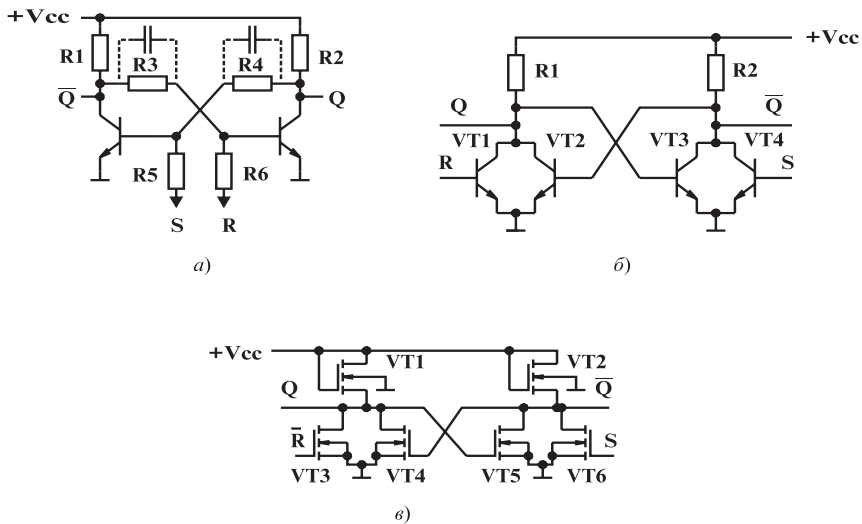 +Vcc
R1 R3 R4 R2
Q̅ Q
R5 R6
S R
а)
+Vcc
R1 R2
Q Q̅
VT1 VT2 VT3 VT4
R S
б)
+Vcc
VT1 VT2
Q Q̅
R̅ S
VT3 VT4 VT5 VT6
в)